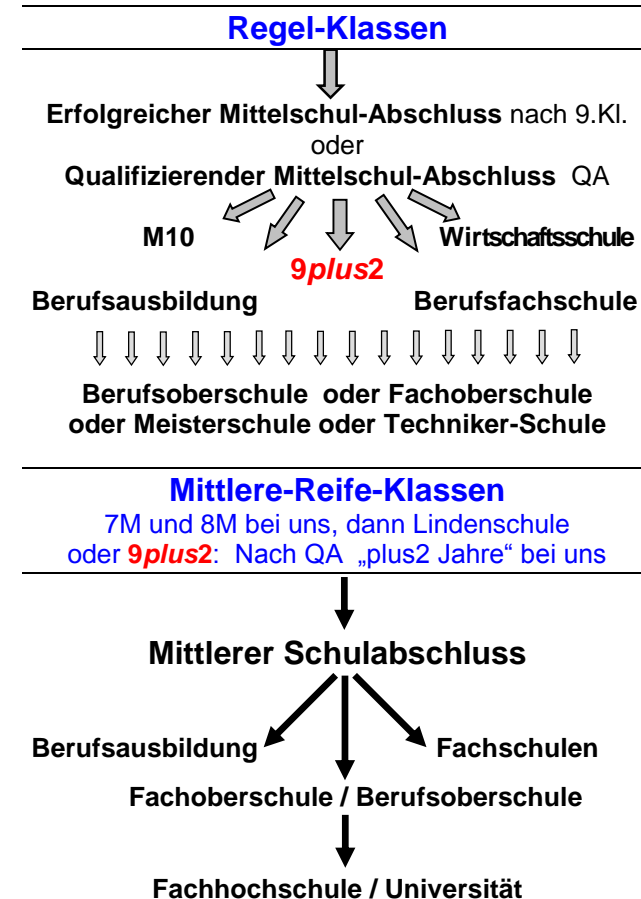 Regel-Klassen
Erfolgreicher Mittelschul-Abschluss nach 9.Kl.
oder
Qualifizierender Mittelschul-Abschluss QA
M10 Wirtschaftsschule
9plus2
Berufsausbildung Berufsfachschule
Berufsoberschule oder Fachoberschule
oder Meisterschule oder Techniker-Schule
Mittlere-Reife-Klassen
7M und 8M bei uns, dann Lindenschule
oder 9plus2: Nach QA „plus2 Jahre“ bei uns
Mittlerer Schulabschluss
Berufsausbildung Fachschulen
Fachoberschule / Berufsoberschule
Fachhochschule / Universität